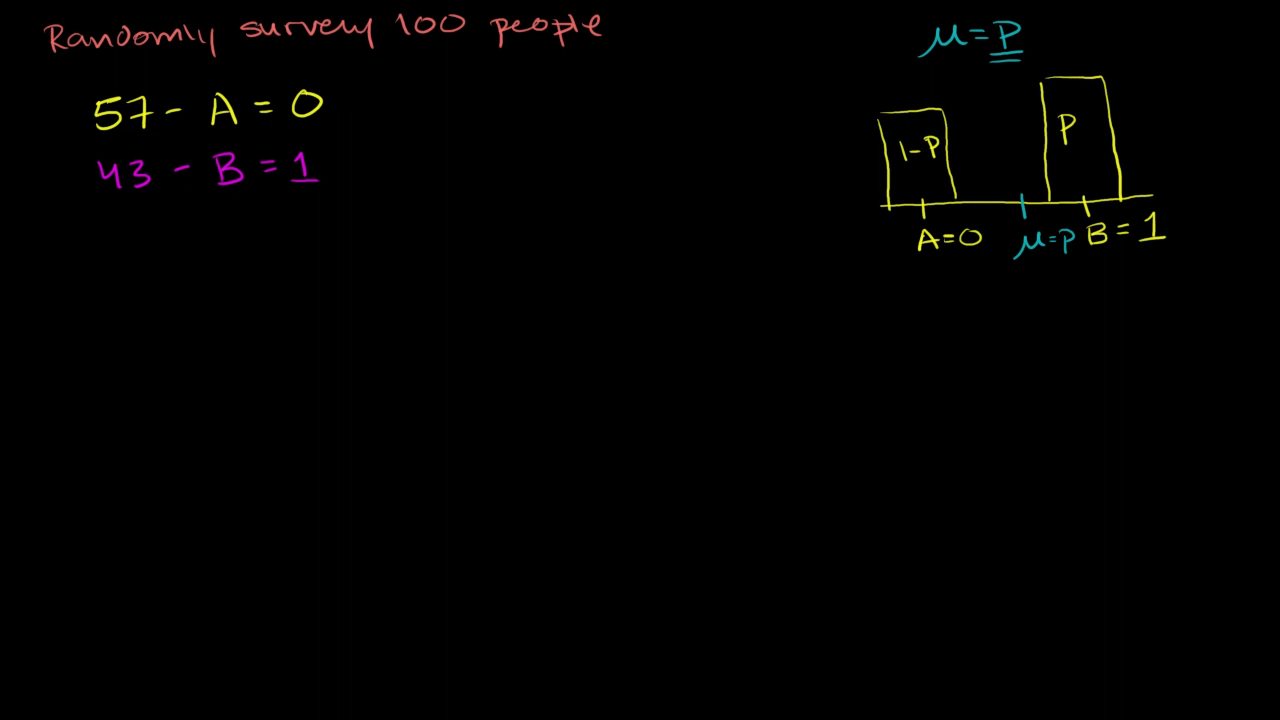 Randomly survey 100 people
57 - A = 0
43 - B = 1
μ = P
1-P
P
A=0
μ=p
B = 1